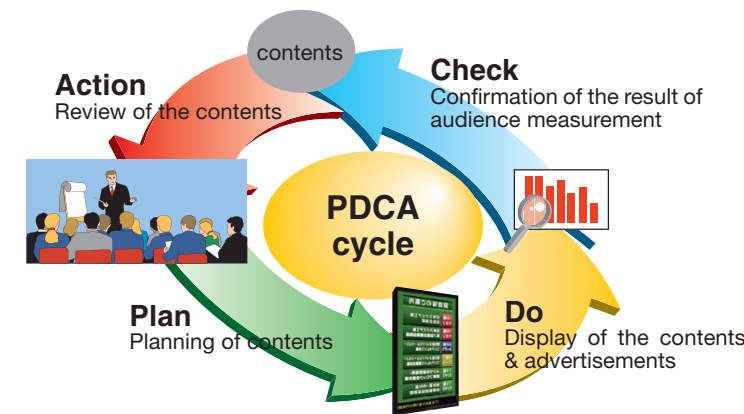 contents
Action
Review of the contents
Check
Confirmation of the result of
audience measurement
PDCA
cycle
Plan
Planning of contents
Do
Display of the contents
& advertisements